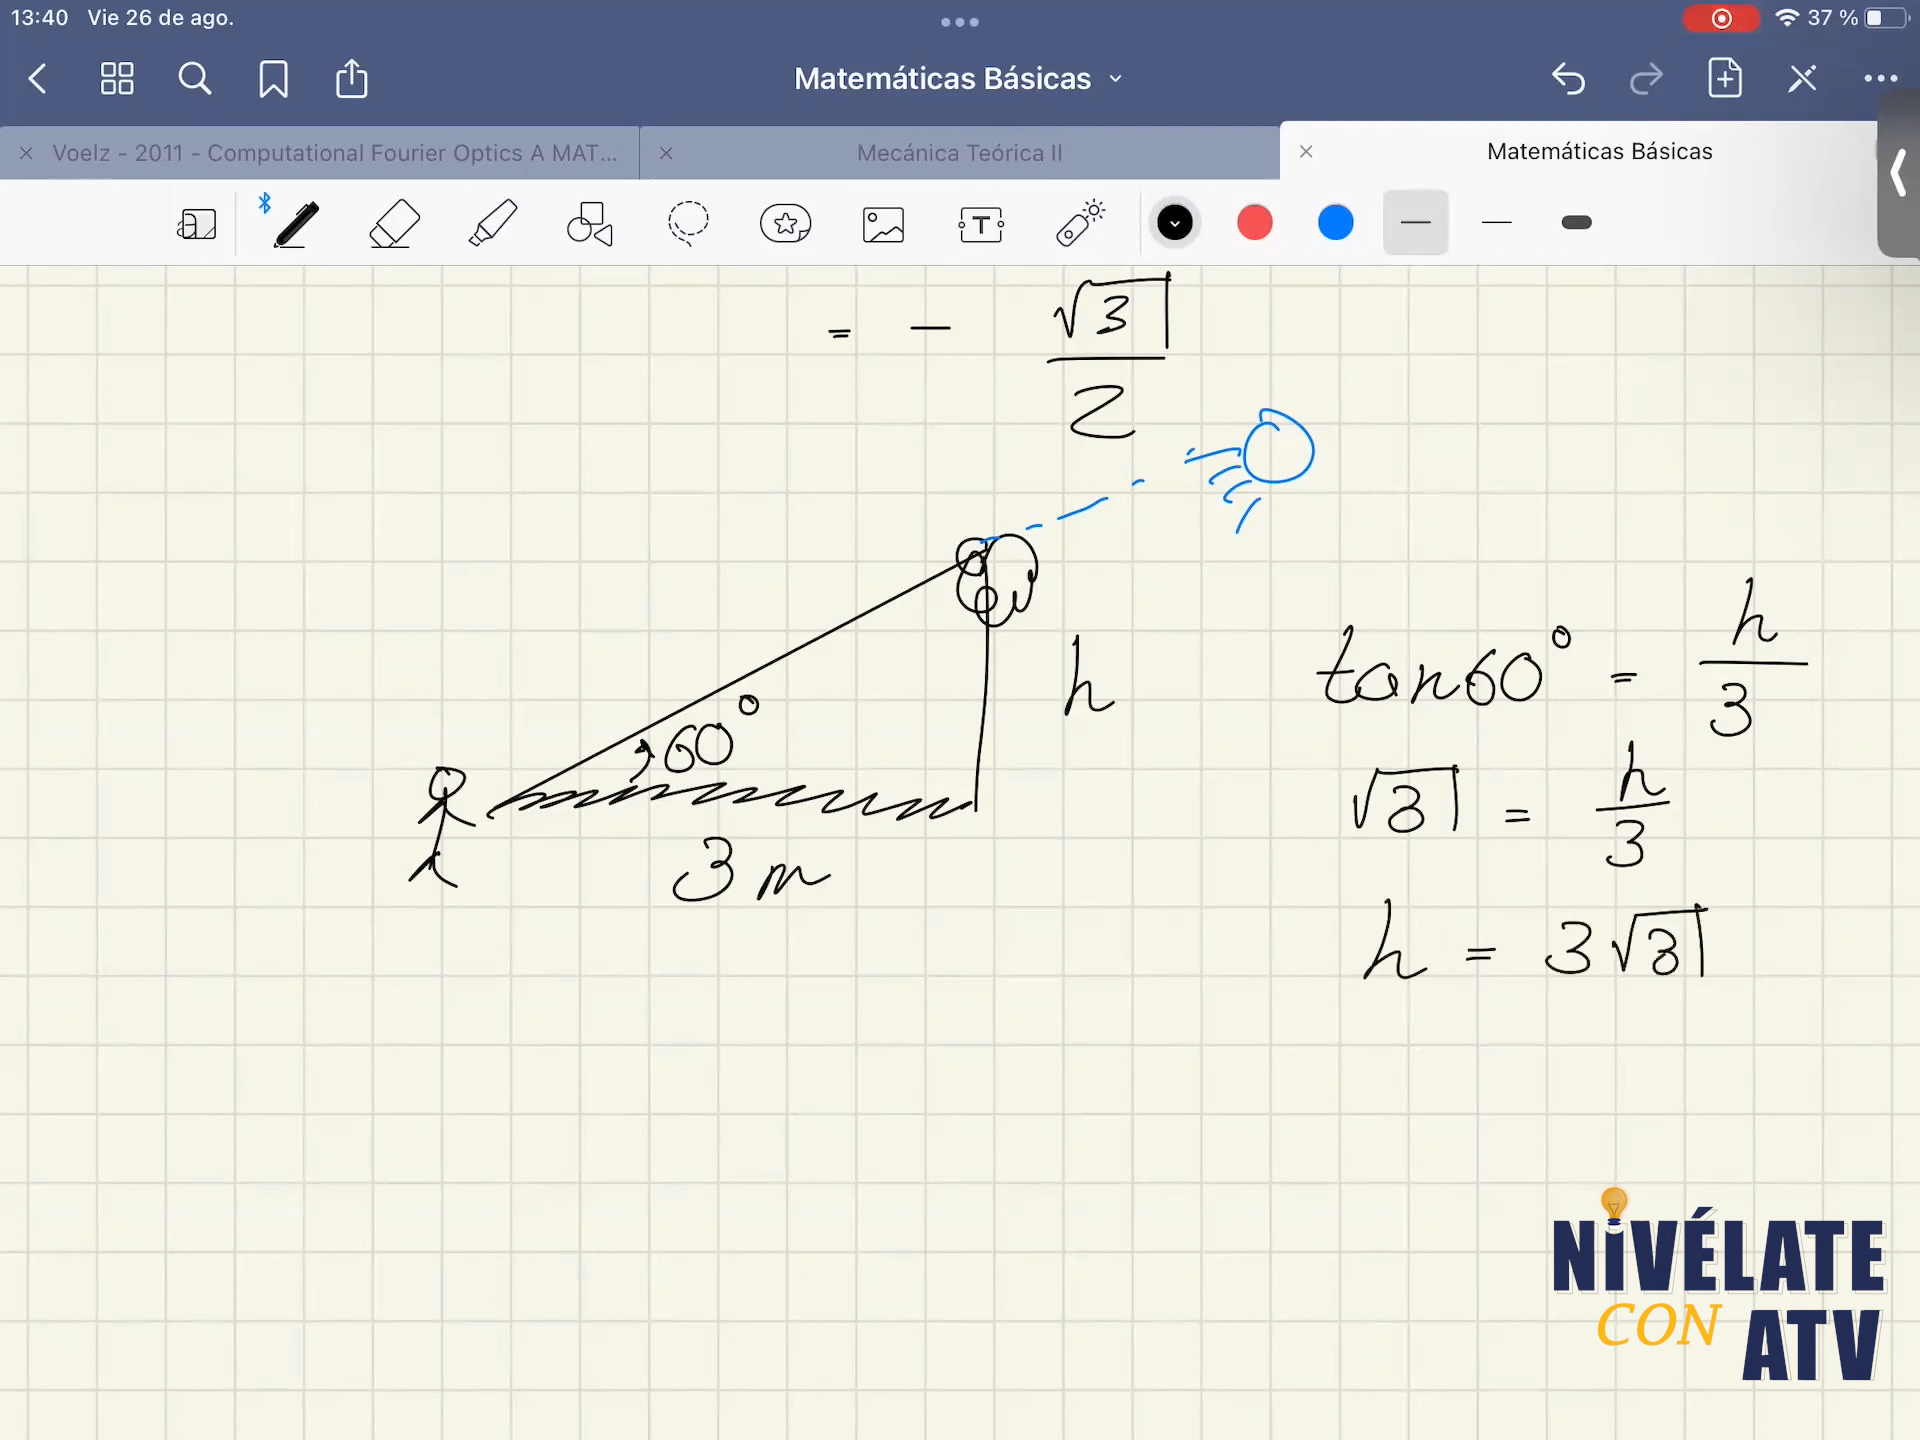 13:40 Vie 26 de ago.
37 %
Matemáticas Básicas
Voelz - 2011 - Computational Fourier Optics A MAT...
Mecánica Teórica II
Matemáticas Básicas
= - √3
2
60°
h
3 m
tan60° = h/3
√3 = h/3
h = 3√3
NIVÉLATE
CON
ATV